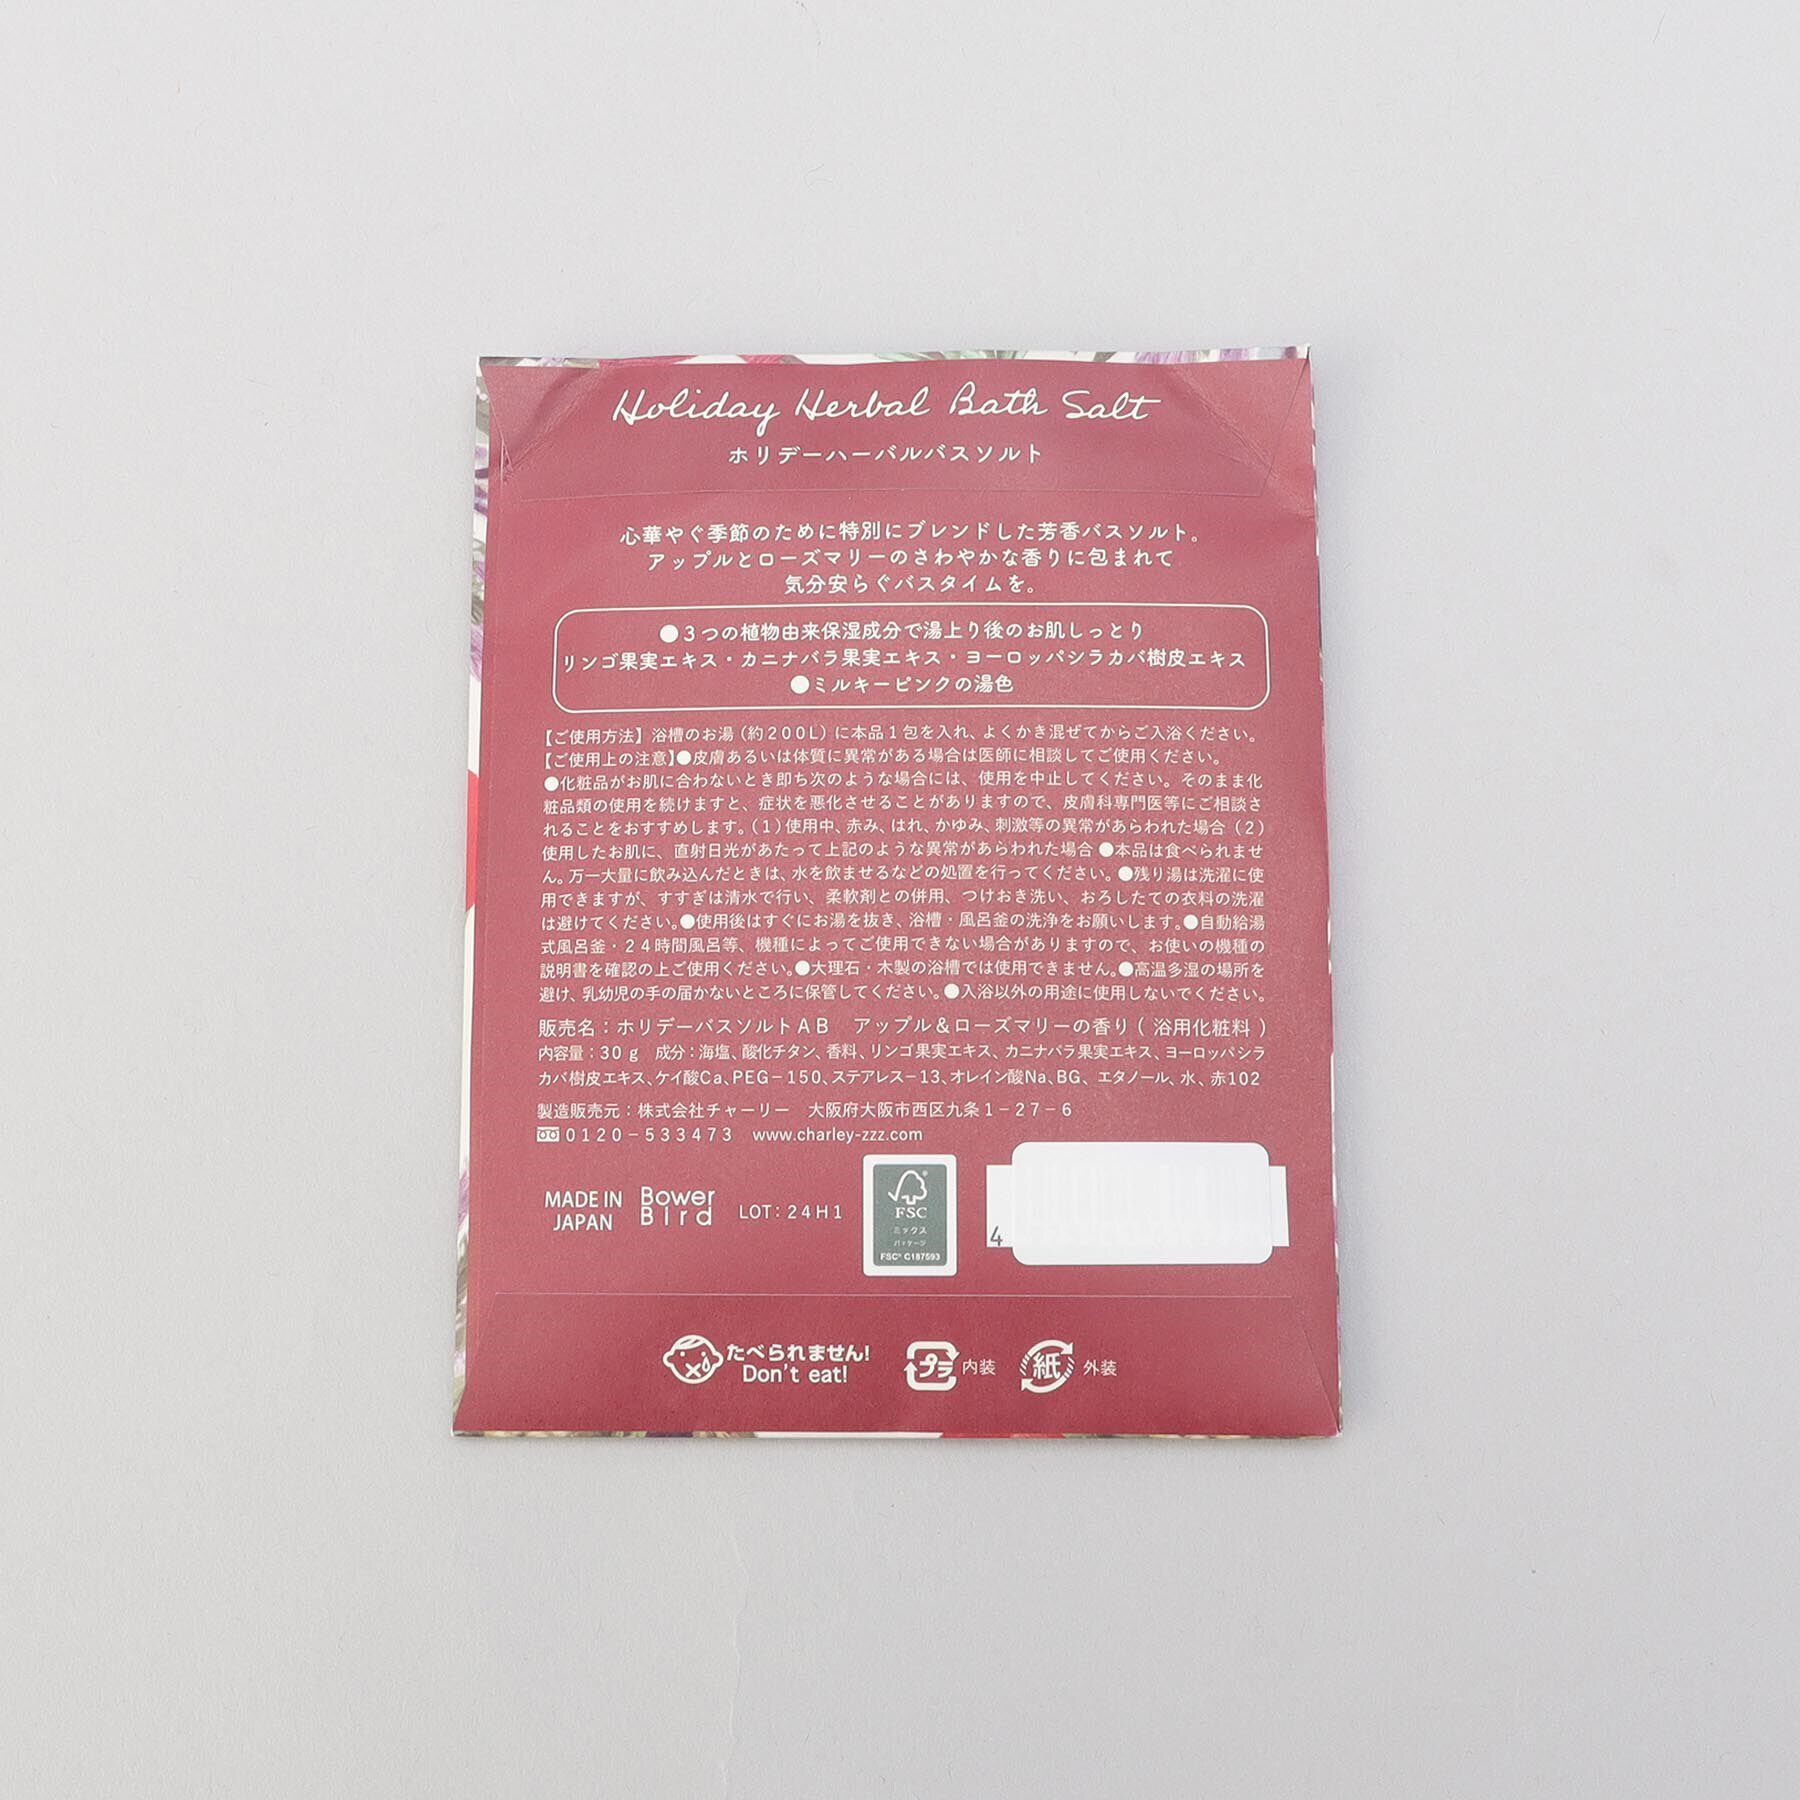 Holiday Herbal Bath Salt
ホリデーハーバルバスソルト
心華やぐ季節のために特別にブレンドした芳香バスソルト。
アップルとローズマリーのさわやかな香りに包まれて
気分安らぐバスタイムを。
●３つの植物由来保湿成分で湯上り後のお肌しっとり
リンゴ果実エキス・カニナバラ果実エキス・ヨーロッパシラカバ樹皮エキス
●ミルキーピンクの湯色
【ご使用方法】浴槽のお湯（約２００Ｌ）に本品１包を入れ、よくかき混ぜてからご入浴ください。
【ご使用上の注意】●皮膚あるいは体質に異常がある場合は医師に相談してご使用ください。
●化粧品がお肌に合わないとき即ち次のような場合には、使用を中止してください。そのまま化
粧品類の使用を続けますと、症状を悪化させることがありますので、皮膚科専門医等にご相談さ
れることをおすすめします。（１）使用中、赤み、はれ、かゆみ、刺激等の異常があらわれた場合（２）
使用したお肌に、直射日光があたって上記のような異常があらわれた場合●本品は食べられませ
ん。万一大量に飲み込んだときは、水を飲ませるなどの処置を行ってください。●残り湯は洗濯に使
用できますが、すすぎは清水で行い、柔軟剤との併用、つけおき洗い、おろしたての衣料の洗濯
は避けてください。●使用後はすぐにお湯を抜き、浴槽・風呂釜の洗浄をお願いします。●自動給湯
式風呂釜・２４時間風呂等、機種によってご使用できない場合がありますので、お使いの機種の
説明書を確認の上ご使用ください。●大理石・木製の浴槽では使用できません。●高温多湿の場所を
避け、乳幼児の手の届かないところに保管してください。●入浴以外の用途に使用しないでください。
販売名：ホリデーバスソルトＡＢ　アップル＆ローズマリーの香り（浴用化粧料）
内容量：３０ｇ　成分：海塩、酸化チタン、香料、リンゴ果実エキス、カニナバラ果実エキス、ヨーロッパシラ
カバ樹皮エキス、ケイ酸Ca、PEG－150、ステアレス－13、オレイン酸Na、BG、エタノール、水、赤102
製造販売元：株式会社チャーリー　大阪府大阪市西区九条１－２７－６
０１２０－５３３４７３　www.charley-zzz.com
MADE IN
JAPAN
Bower
Bird
LOT：２４Ｈ１
FSC
ミックス
パッケージ
FSC® C187593
4
たべられません!
Don't eat!
プラ 内装
紙 外装